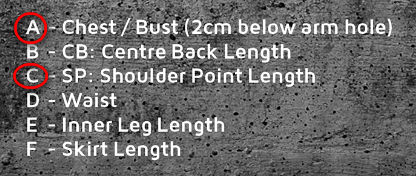 A - Chest / Bust (2cm below arm hole)
B - CB: Centre Back Length
C - SP: Shoulder Point Length
D - Waist
E - Inner Leg Length
F - Skirt Length